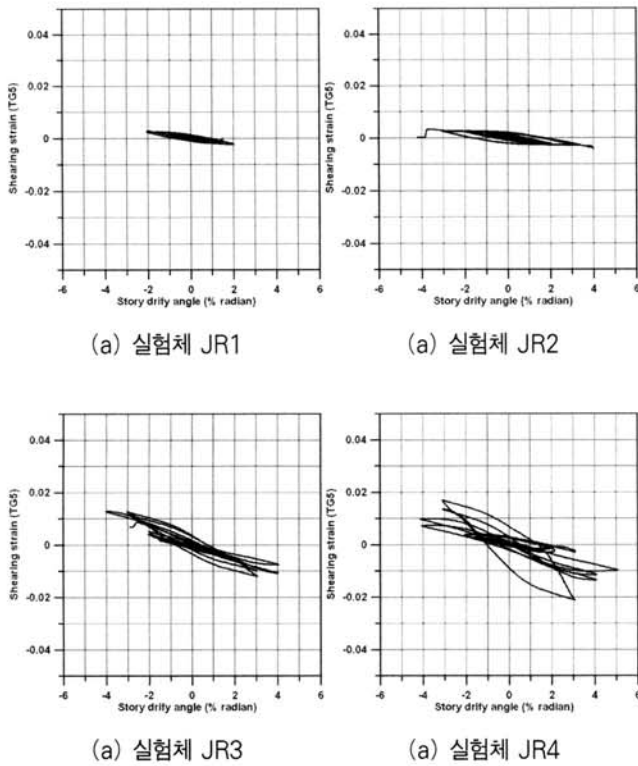 0.04
0.02
0
-0.02
-0.04
Shearing strain (TG5)
-6 -4 -2 0 2 4 6
Story drify angle (% radian)
(a) 실험체 JR1
0.04
0.02
0
-0.02
-0.04
Shearing strain (TG5)
-6 -4 -2 0 2 4 6
Story drify angle (% radian)
(a) 실험체 JR2
0.04
0.02
0
-0.02
-0.04
Shearing strain (TG5)
-6 -4 -2 0 2 4 6
Story drify angle (% radian)
(a) 실험체 JR3
0.04
0.02
0
-0.02
-0.04
Shearing strain (TG5)
-6 -4 -2 0 2 4 6
Story drify angle (% radian)
(a) 실험체 JR4